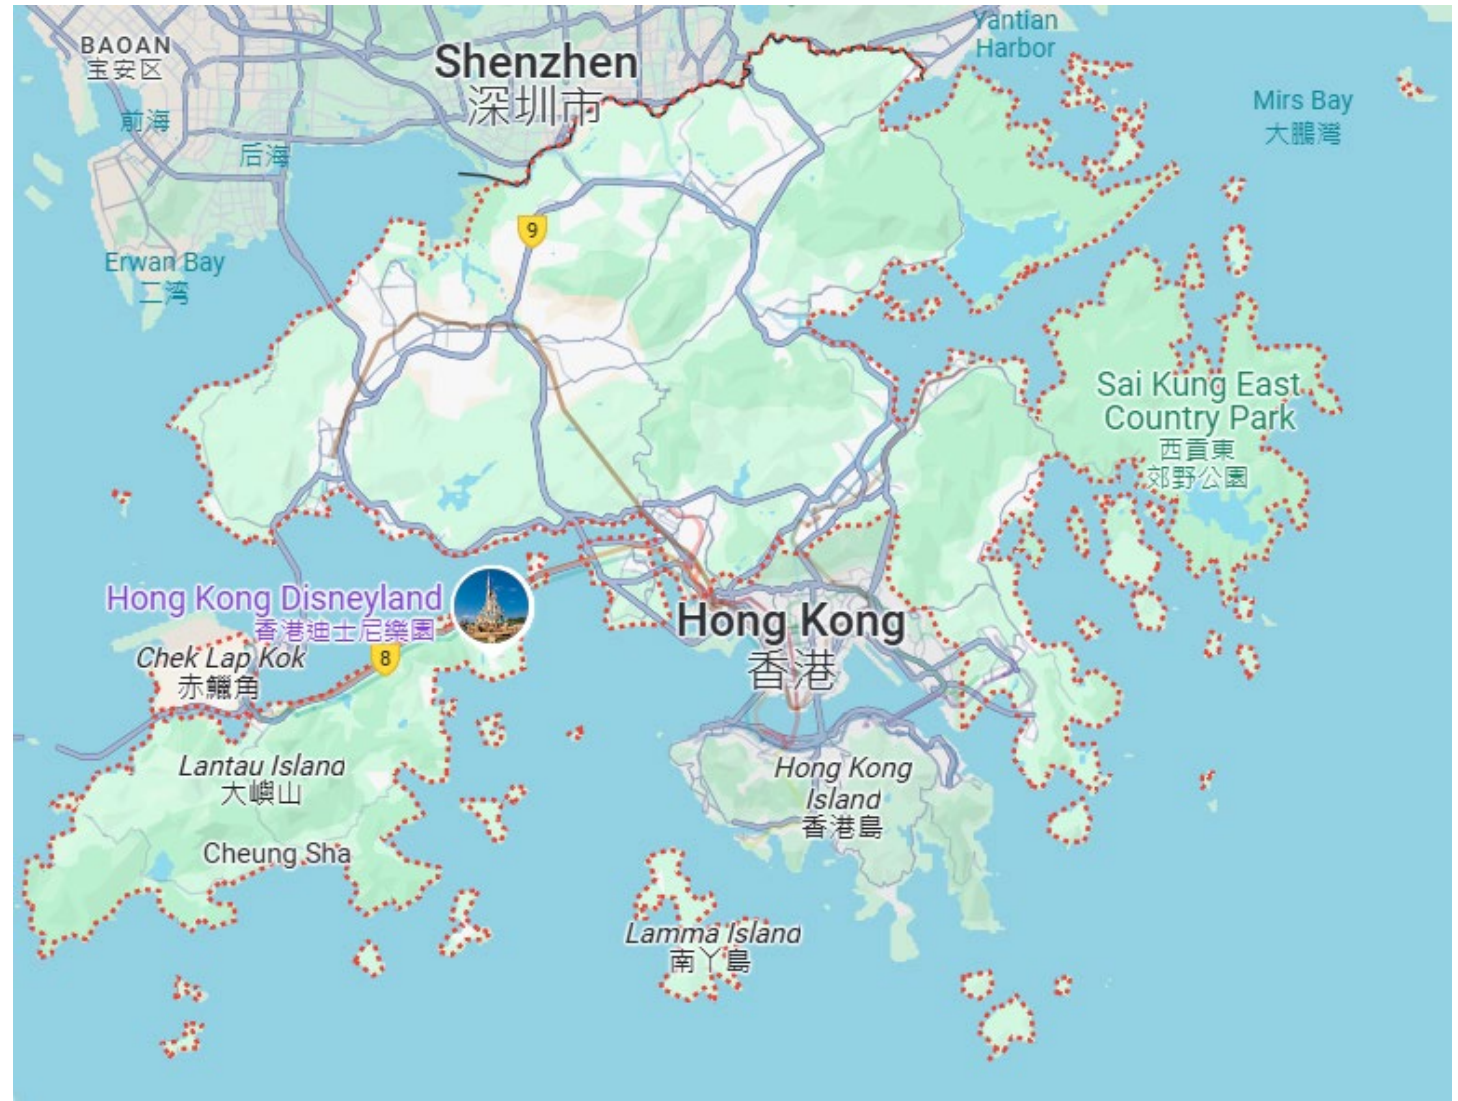 BAOAN
宝安区
Shenzhen
深圳市
Yantian
Harbor
Mirs Bay
大鵬灣
前海
后海
9
Erwan Bay
二湾
Sai Kung East
Country Park
西貢東
郊野公園
Hong Kong Disneyland
香港迪士尼樂園
Hong Kong
香港
Chek Lap Kok
赤鱲角
8
Lantau Island
大嶼山
Hong Kong
Island
香港島
Cheung Sha
Lamma Island
南丫島